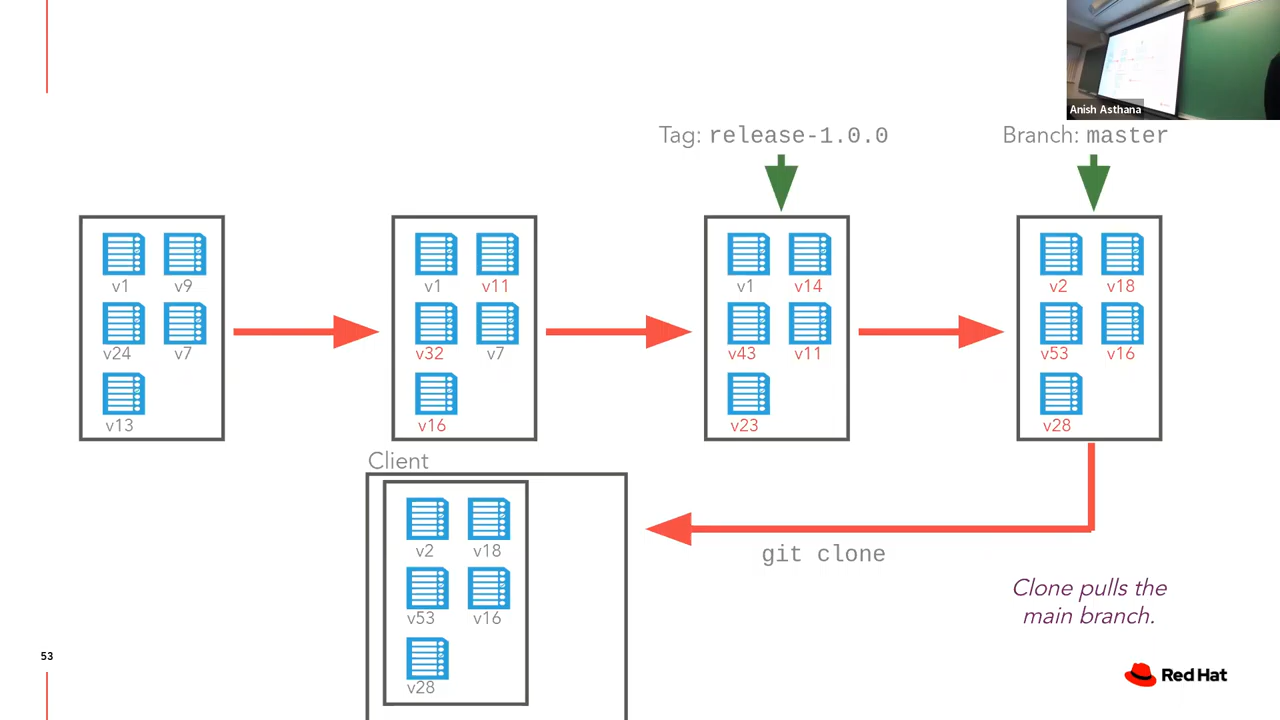 Anish Asthana
Tag: release-1.0.0
Branch: master
v1 v9
v24 v7
v13
v1 v11
v32 v7
v16
v1 v14
v43 v11
v23
v2 v18
v53 v16
v28
Client
v2 v18
v53 v16
v28
git clone
Clone pulls the
main branch.
53
Red Hat